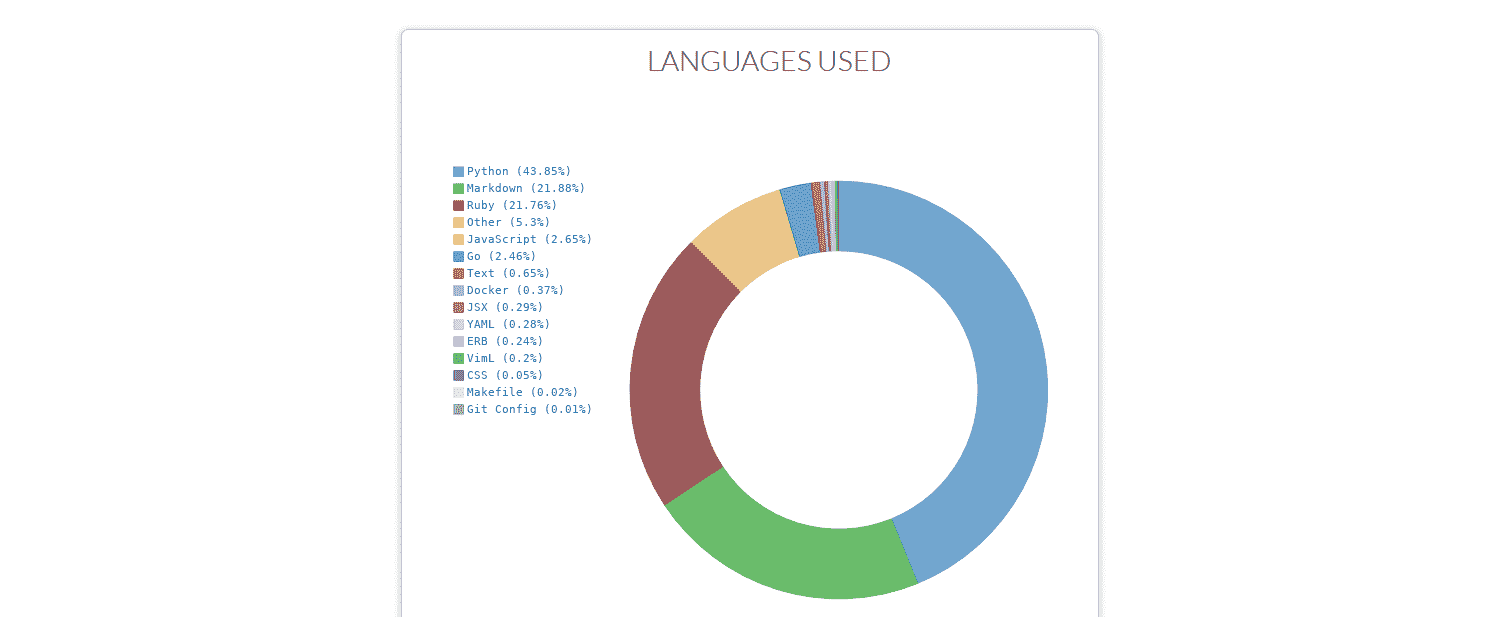 LANGUAGES USED
Python (43.85%)
Markdown (21.88%)
Ruby (21.76%)
Other (5.3%)
JavaScript (2.65%)
Go (2.46%)
Text (0.65%)
Docker (0.37%)
JSX (0.29%)
YAML (0.28%)
ERB (0.24%)
VimL (0.2%)
CSS (0.05%)
Makefile (0.02%)
Git Config (0.01%)